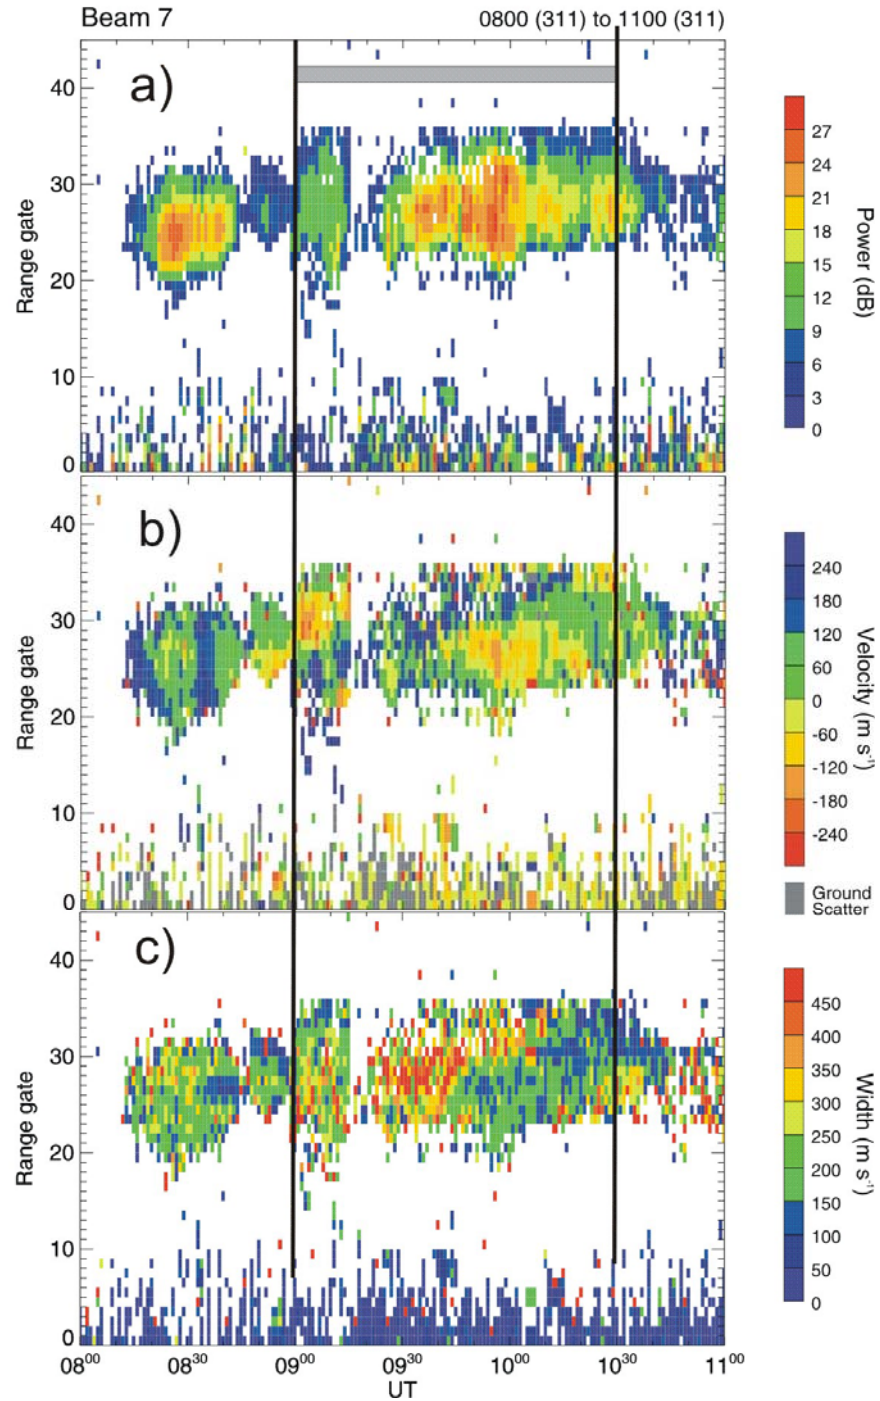 Beam 7
0800 (311) to 1100 (311)
a)
40
30
20
10
0
Range gate
27
24
21
18
15
12
9
6
3
0
Power (dB)
b)
40
30
20
10
0
Range gate
240
180
120
60
0
-60
-120
-180
-240
Velocity (m s⁻¹)
Ground
Scatter
c)
40
30
20
10
0
Range gate
450
400
350
300
250
200
150
100
50
0
Width (m s⁻¹)
08⁰⁰ 08³⁰ 09⁰⁰ 09³⁰ 10⁰⁰ 10³⁰ 11⁰⁰
UT